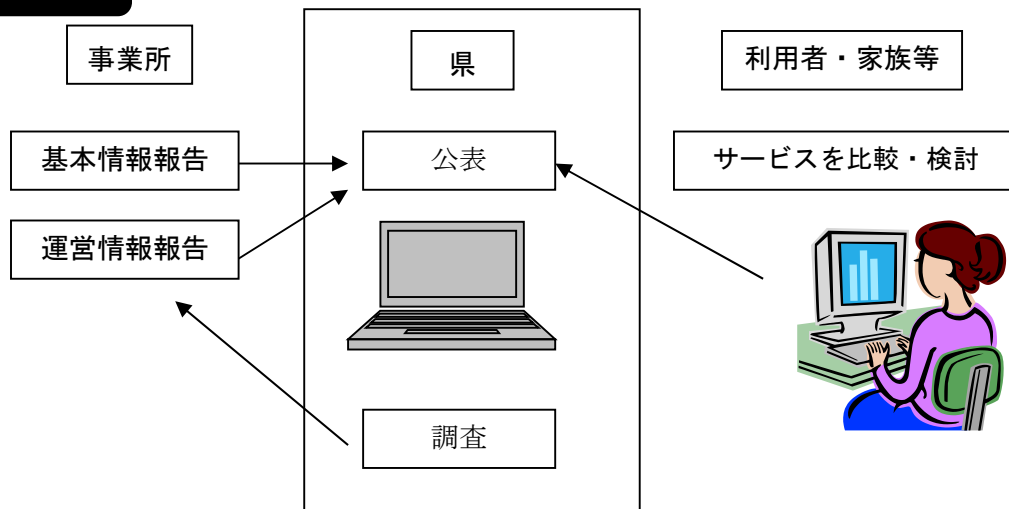 事業所
県
利用者・家族等
基本情報報告
公表
サービスを比較・検討
運営情報報告
調査